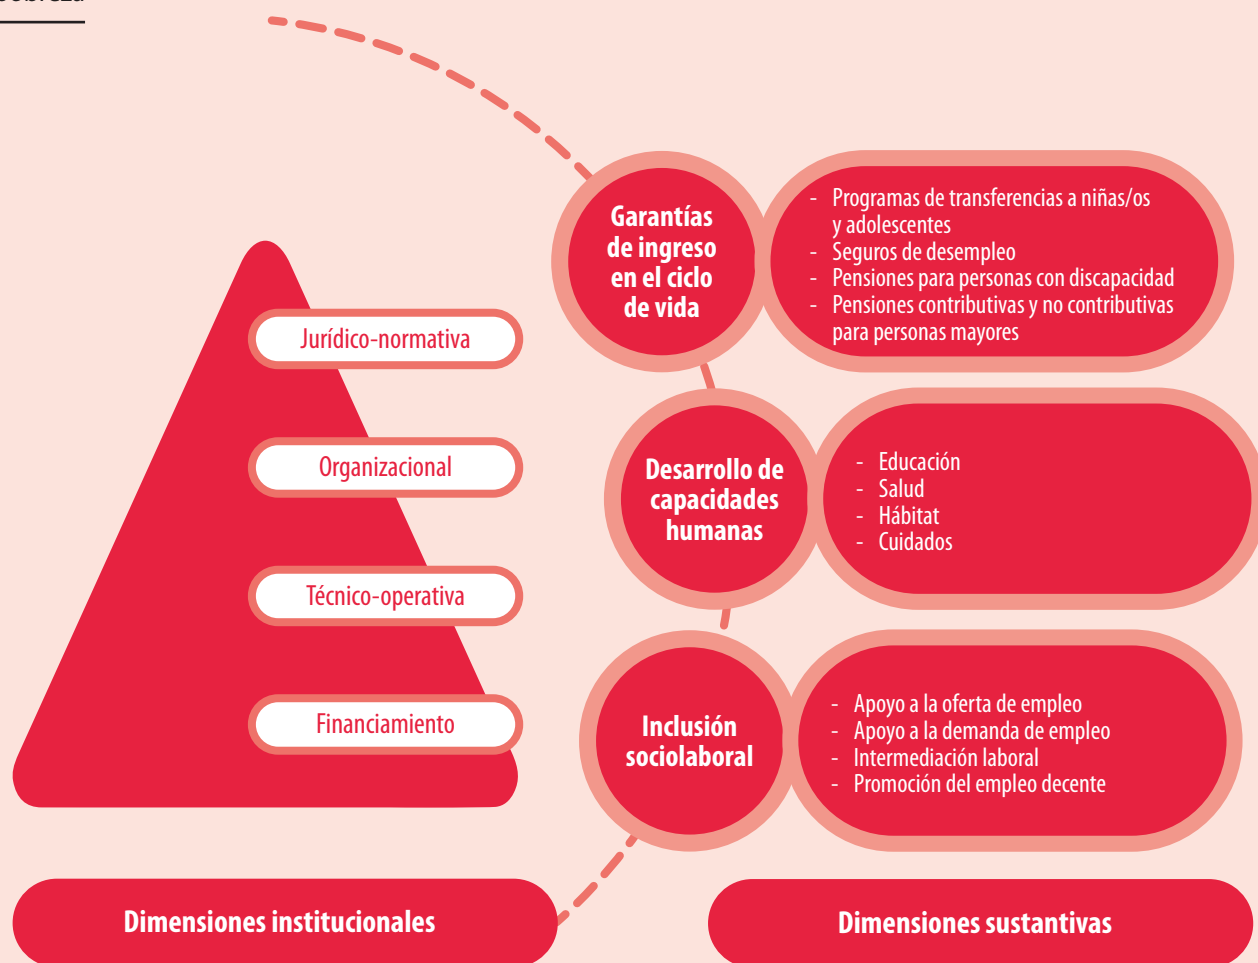 Jurídico-normativa
Organizacional
Técnico-operativa
Financiamiento
Dimensiones institucionales
Garantías
de ingreso
en el ciclo
de vida
- Programas de transferencias a niñas/os
y adolescentes
- Seguros de desempleo
- Pensiones para personas con discapacidad
- Pensiones contributivas y no contributivas
para personas mayores
Desarrollo de
capacidades
humanas
- Educación
- Salud
- Hábitat
- Cuidados
Inclusión
sociolaboral
- Apoyo a la oferta de empleo
- Apoyo a la demanda de empleo
- Intermediación laboral
- Promoción del empleo decente
Dimensiones sustantivas